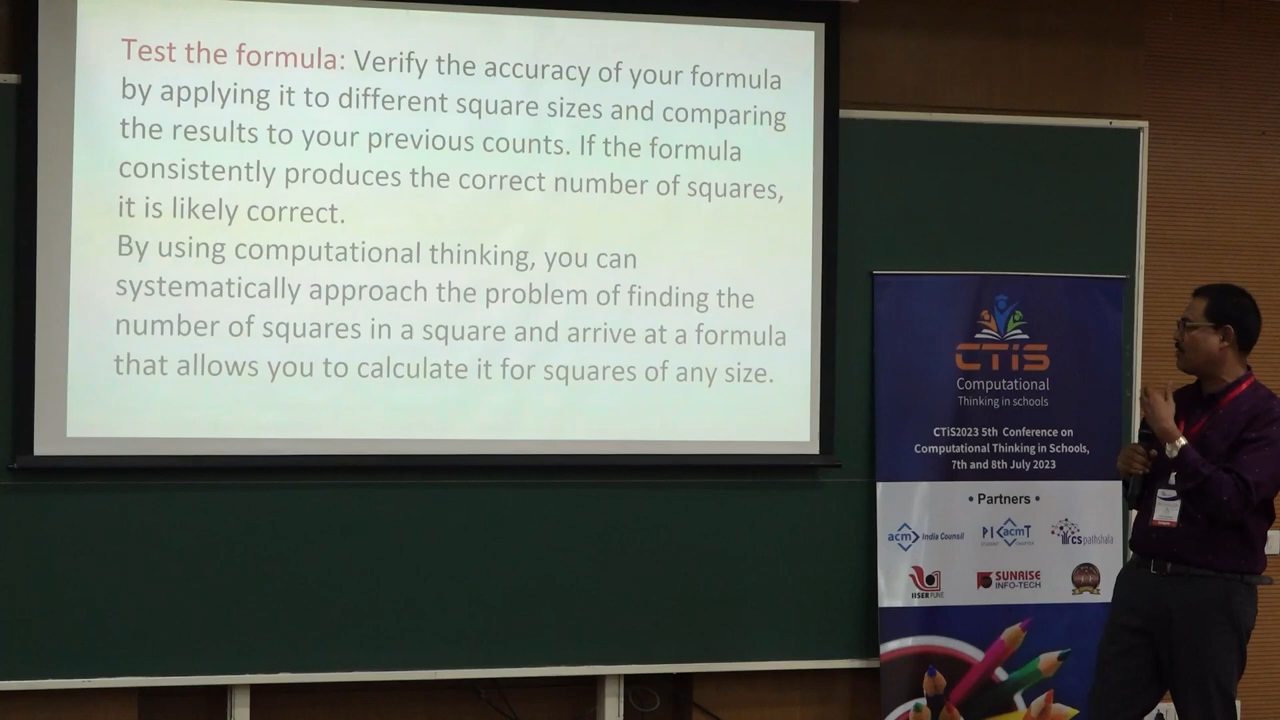 Test the formula: Verify the accuracy of your formula
by applying it to different square sizes and comparing
the results to your previous counts. If the formula
consistently produces the correct number of squares,
it is likely correct.
By using computational thinking, you can
systematically approach the problem of finding the
number of squares in a square and arrive at a formula
that allows you to calculate it for squares of any size.
CTiS
Computational
Thinking in schools
CTiS2023 5th Conference on
Computational Thinking in Schools,
7th and 8th July 2023
• Partners •
acm India Counsil
PICT acm
cspathshala
IISER PUNE
SUNRISE
INFO-TECH